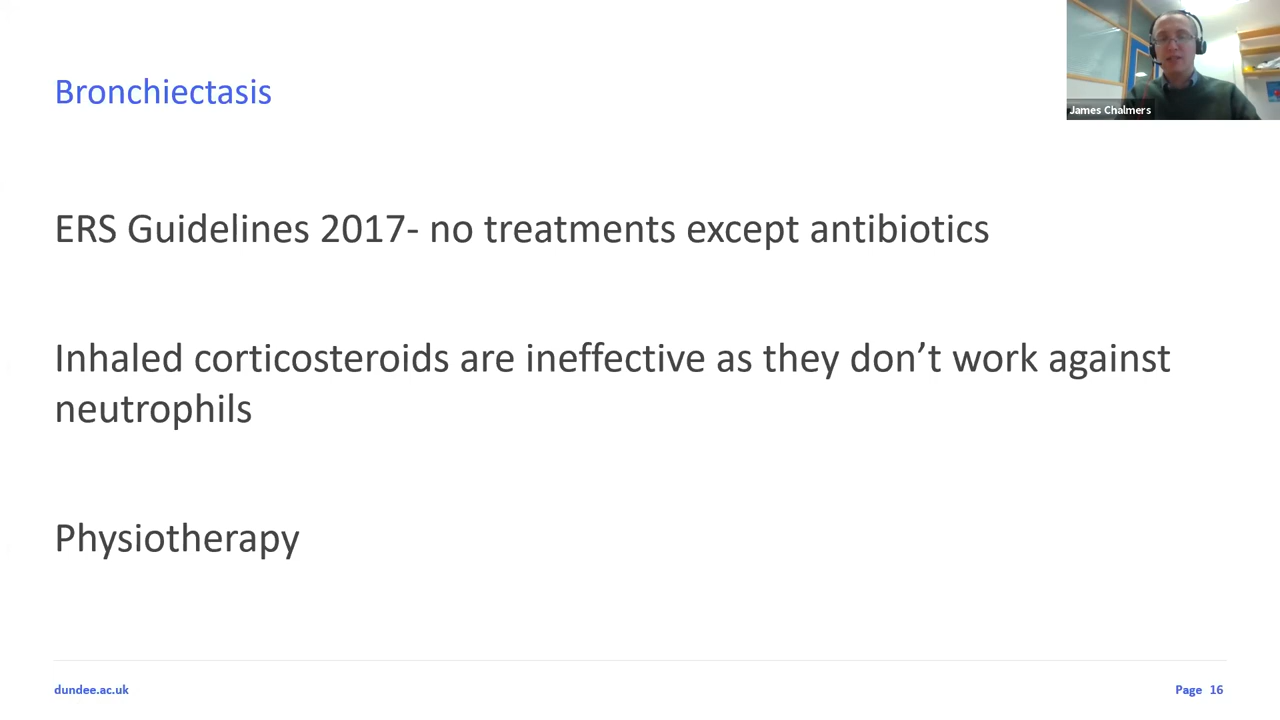 Bronchiectasis
James Chalmers
ERS Guidelines 2017- no treatments except antibiotics
Inhaled corticosteroids are ineffective as they don’t work against
neutrophils
Physiotherapy
dundee.ac.uk
Page 16